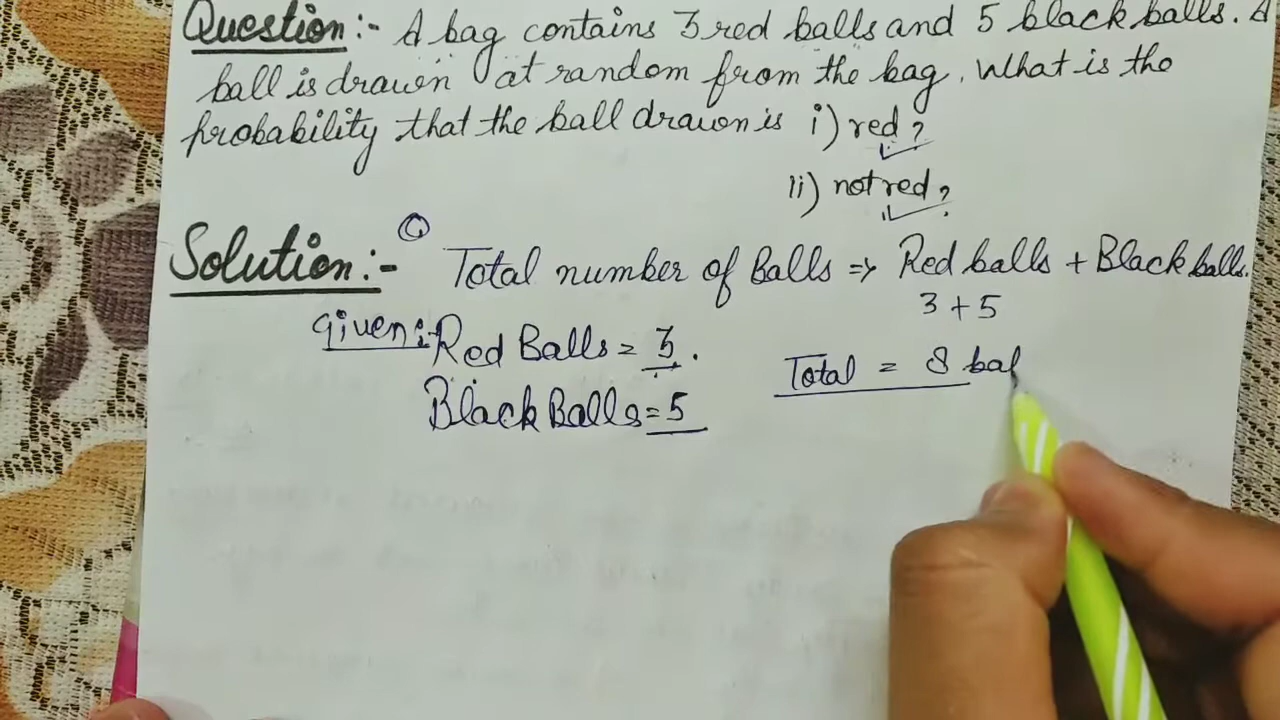 Question:- A bag contains 3 red balls and 5 black balls. A
ball is drawn at random from the bag. What is the
probability that the ball drawn is i) red?
ii) not red?
Solution:- Total number of Balls => Red balls + Black balls.
3 + 5
given:- Red Balls = 3.
Total = 8 bal
Black Balls = 5